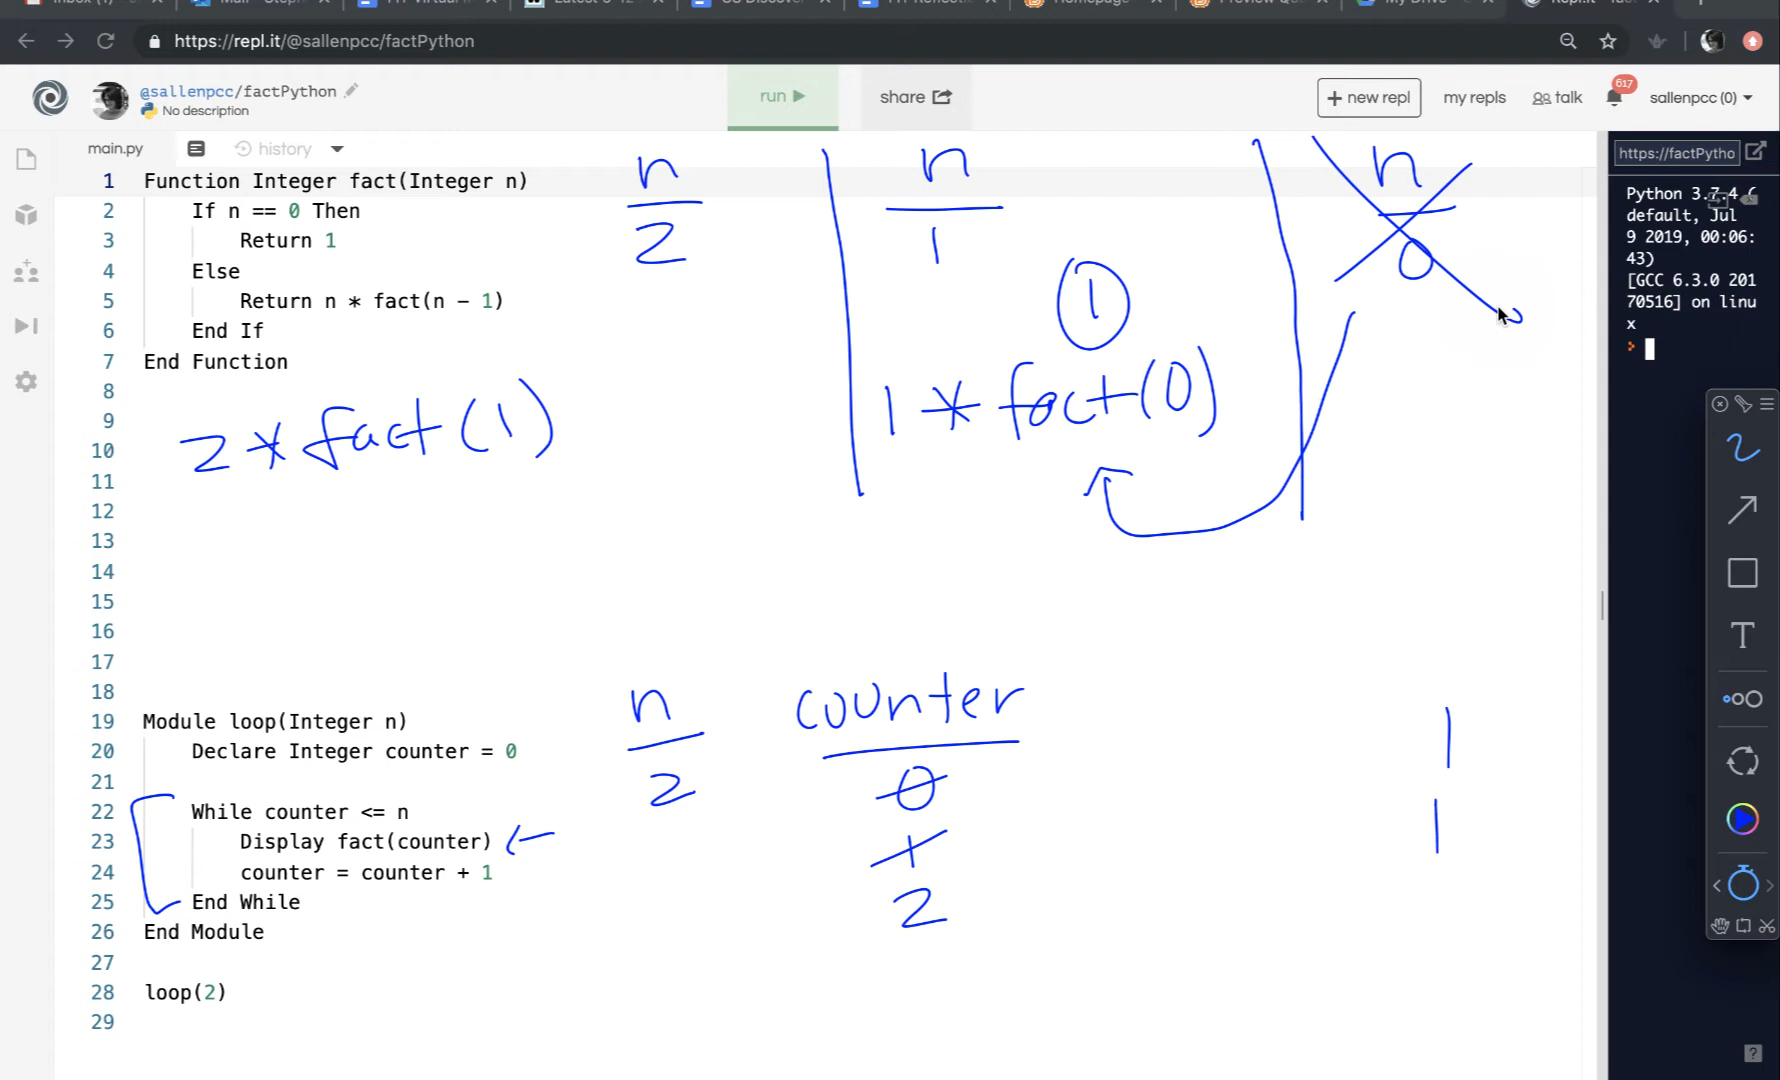 https://repl.it/@sallenpcc/factPython
@sallenpcc/factPython
No description
run
share
+ new repl
my repls
talk
617
sallenpcc (0)
main.py
history
https://factPytho
1 Function Integer fact(Integer n)
2 If n == 0 Then
3 Return 1
4 Else
5 Return n * fact(n - 1)
6 End If
7 End Function
8
9
10
11
12
13
14
15
16
17
18
19 Module loop(Integer n)
20 Declare Integer counter = 0
21
22 While counter <= n
23 Display fact(counter)
24 counter = counter + 1
25 End While
26 End Module
27
28 loop(2)
29
n
2
n
1
n
0
1
1 * fact(0)
2 * fact(1)
n
2
counter
0
1
2
1
1
Python 3.7.4 (
default, Jul
9 2019, 00:06:
43)
[GCC 6.3.0 201
70516] on linu
x
T
?